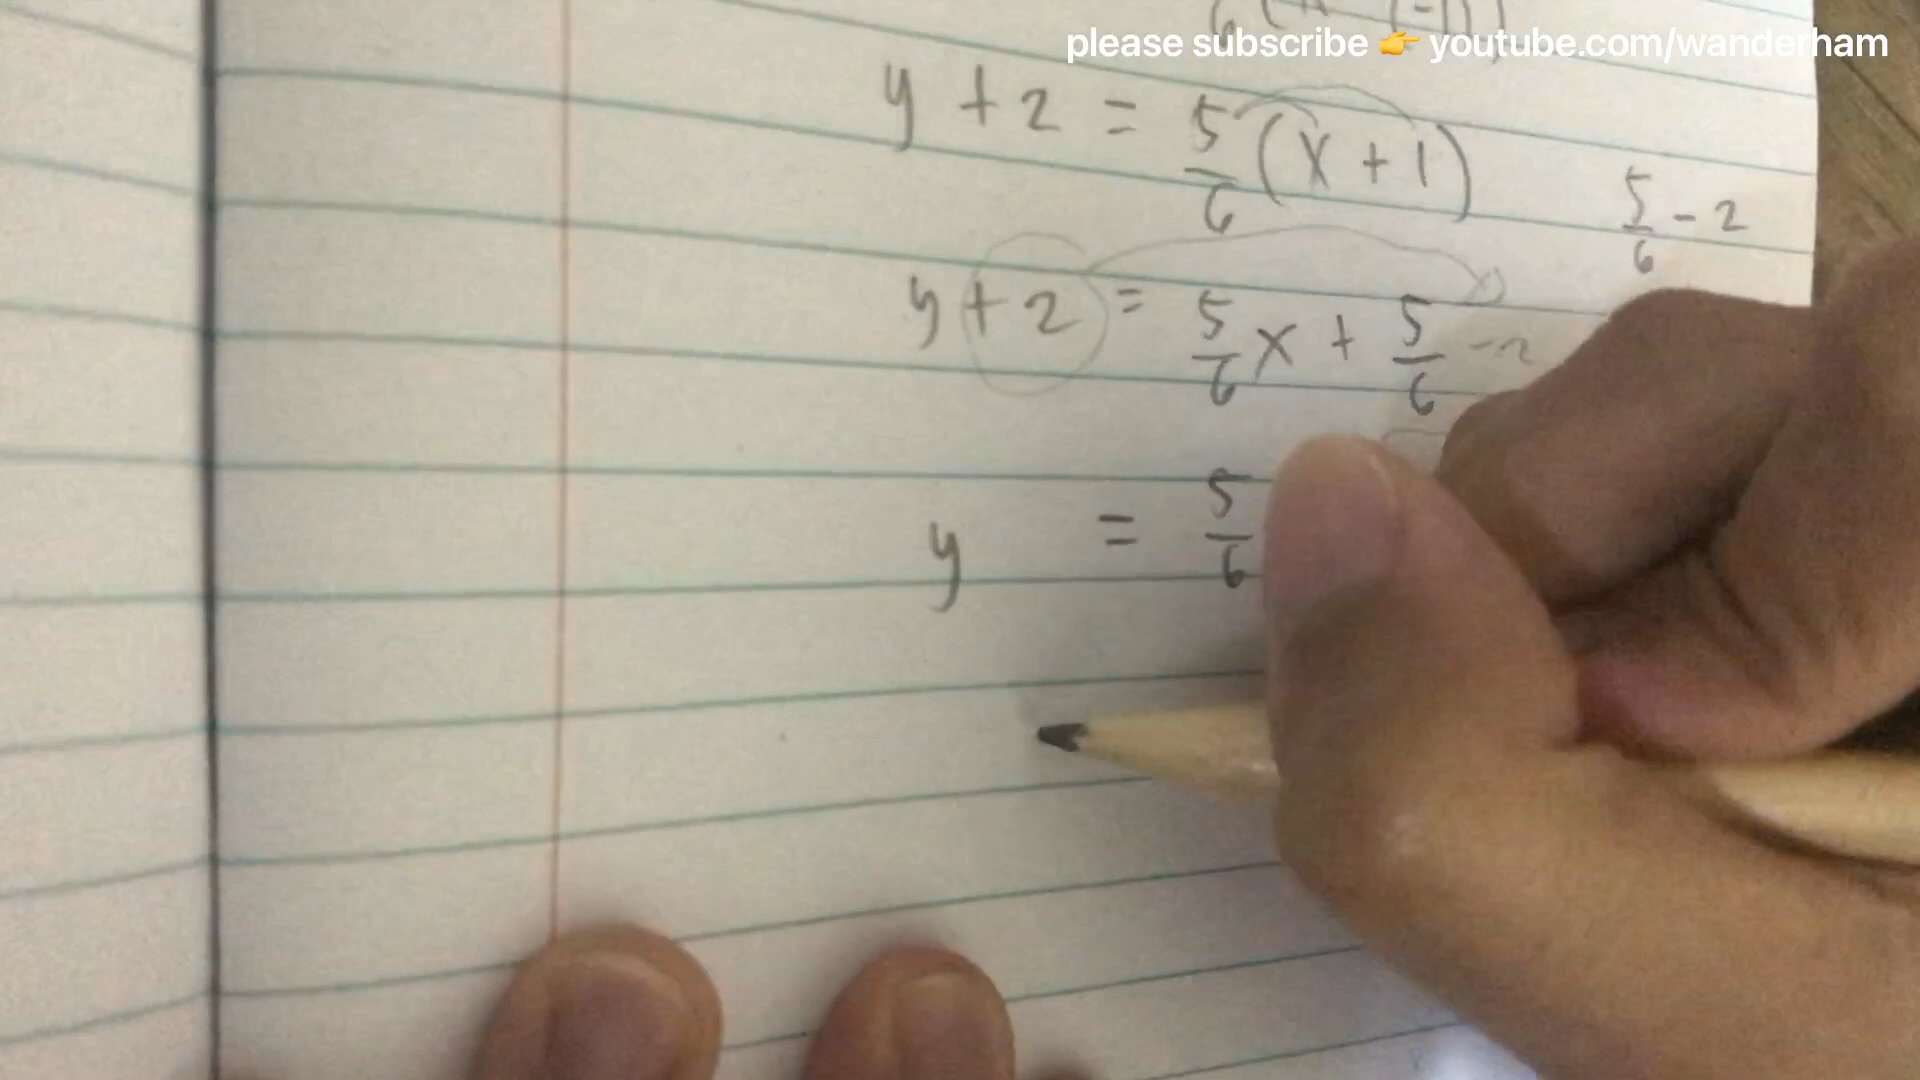 please subscribe 👉 youtube.com/wanderham
y + 2 = 5/6 (x + 1)
5/6 - 2
y + 2 = 5/6 x + 5/6 - 2
y = 5/6